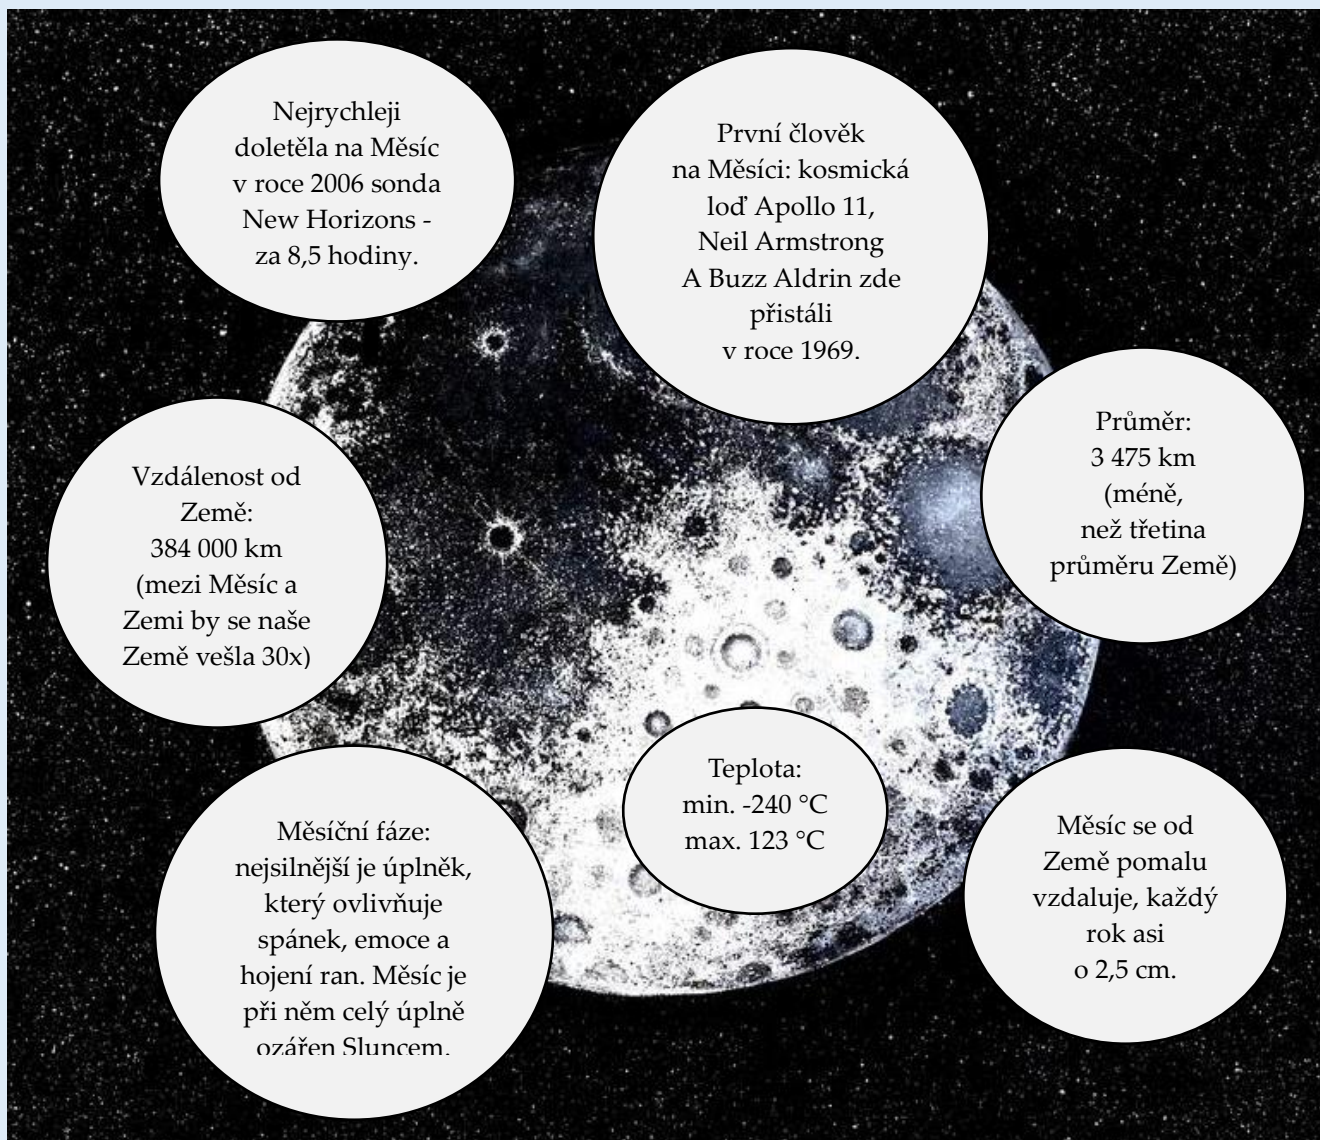 Nejrychleji
doletěla na Měsíc
v roce 2006 sonda
New Horizons -
za 8,5 hodiny.
První člověk
na Měsíci: kosmická
loď Apollo 11,
Neil Armstrong
A Buzz Aldrin zde
přistáli
v roce 1969.
Průměr:
3 475 km
(méně,
než třetina
průměru Země)
Vzdálenost od
Země:
384 000 km
(mezi Měsíc a
Zemi by se naše
Země vešla 30x)
Teplota:
min. -240 °C
max. 123 °C
Měsíční fáze:
nejsilnější je úplněk,
který ovlivňuje
spánek, emoce a
hojení ran. Měsíc je
při něm celý úplně
ozářen Sluncem.
Měsíc se od
Země pomalu
vzdaluje, každý
rok asi
o 2,5 cm.